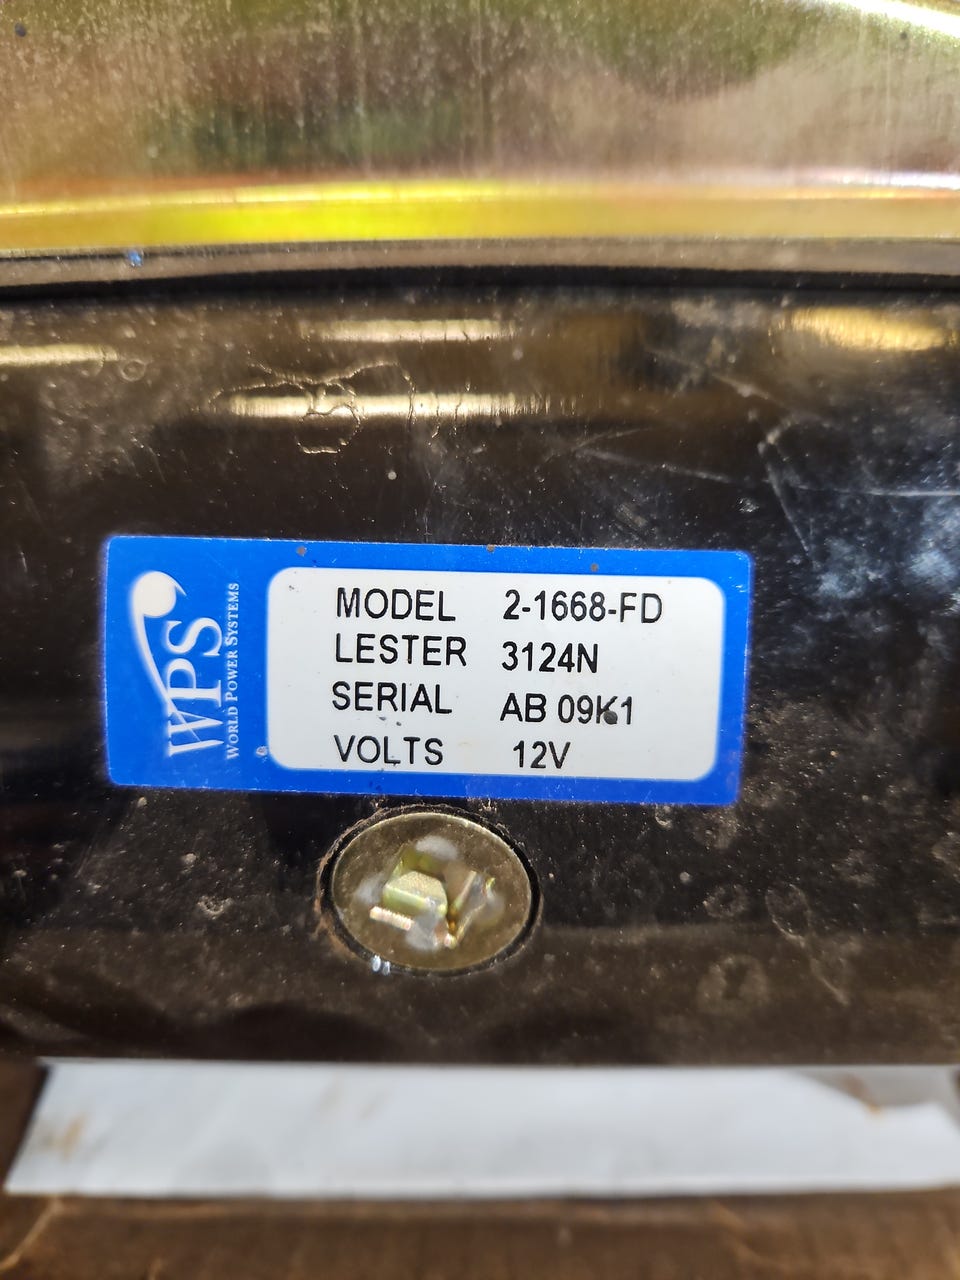 WPS
WORLD POWER SYSTEMS
MODEL 2-1668-FD
LESTER 3124N
SERIAL AB 09K1
VOLTS 12V